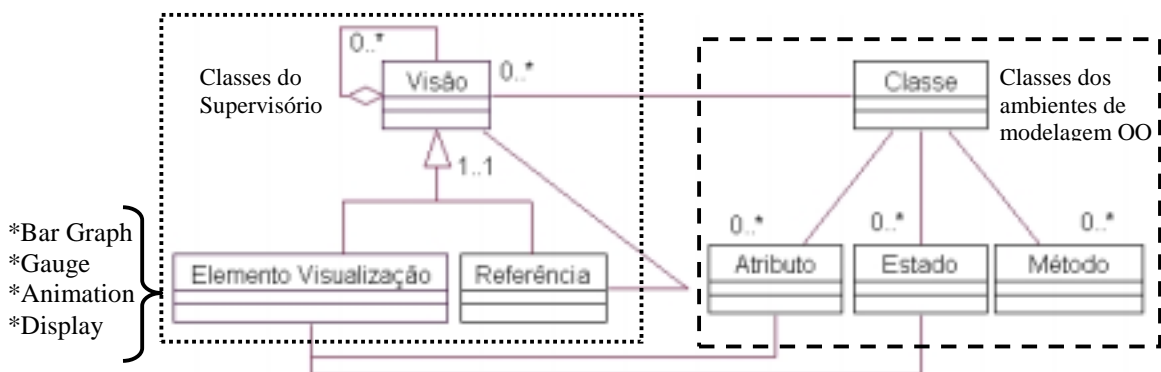 0..*
Classes do
Supervisório
Visão
0..*
Classe
Classes dos
ambientes de
modelagem OO
1..1
*Bar Graph
*Gauge
*Animation
*Display
Elemento Visualização
Referência
0..*
0..*
0..*
Atributo
Estado
Método